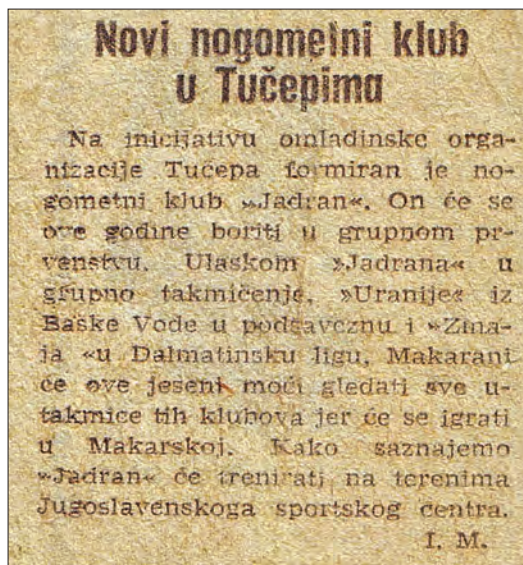 Novi nogometni klub
u Tučepima
Na inicijativu omladinske orga-
nizacije Tučepa formiran je no-
gometni klub »Jadran«. On će se
ove godine boriti u grupnom pr-
venstvu. Ulaskom »Jadrana« u
grupno takmičenje, »Uranije« iz
Baške Vode u podsaveznu i »Zma-
ja «u Dalmatinsku ligu, Makarani
će ove jeseni moći gledati sve u-
takmice tih klubova jer će se igrati
u Makarskoj. Kako saznajemo
»Jadran« će trenirati na terenima
Jugoslavenskoga sportskog centra.
I. M.